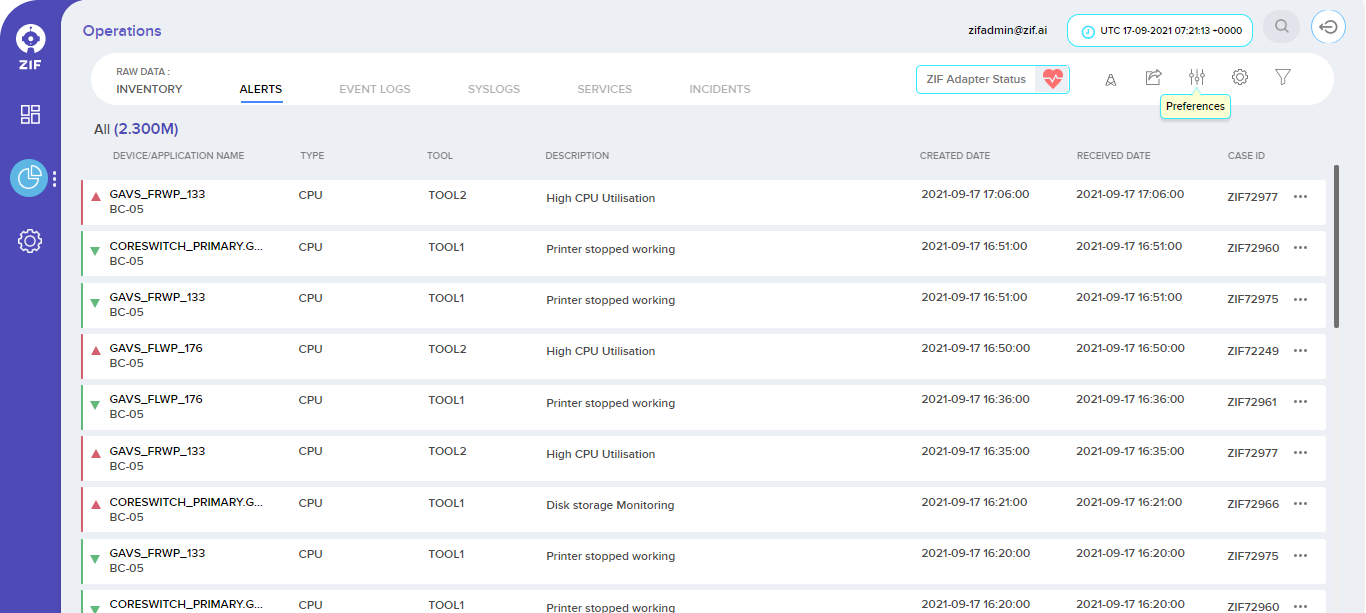 Operations
zifadmin@zif.ai
UTC 17-09-2021 07:21:13 +0000
ZIF
RAW DATA :
INVENTORY
ALERTS
EVENT LOGS
SYSLOGS
SERVICES
INCIDENTS
ZIF Adapter Status
Preferences
All (2.300M)
DEVICE/APPLICATION NAME TYPE TOOL DESCRIPTION CREATED DATE RECEIVED DATE CASE ID
GAVS_FRWP_133 CPU TOOL2 High CPU Utilisation 2021-09-17 17:06:00 2021-09-17 17:06:00 ZIF72977 •••
BC-05
CORESWITCH_PRIMARY.G... CPU TOOL1 Printer stopped working 2021-09-17 16:51:00 2021-09-17 16:51:00 ZIF72960 •••
BC-05
GAVS_FRWP_133 CPU TOOL1 Printer stopped working 2021-09-17 16:51:00 2021-09-17 16:51:00 ZIF72975 •••
BC-05
GAVS_FLWP_176 CPU TOOL2 High CPU Utilisation 2021-09-17 16:50:00 2021-09-17 16:50:00 ZIF72249 •••
BC-05
GAVS_FLWP_176 CPU TOOL1 Printer stopped working 2021-09-17 16:36:00 2021-09-17 16:36:00 ZIF72961 •••
BC-05
GAVS_FRWP_133 CPU TOOL2 High CPU Utilisation 2021-09-17 16:35:00 2021-09-17 16:35:00 ZIF72977 •••
BC-05
CORESWITCH_PRIMARY.G... CPU TOOL1 Disk storage Monitoring 2021-09-17 16:21:00 2021-09-17 16:21:00 ZIF72966 •••
BC-05
GAVS_FRWP_133 CPU TOOL1 Printer stopped working 2021-09-17 16:20:00 2021-09-17 16:20:00 ZIF72975 •••
BC-05
CORESWITCH_PRIMARY.G... CPU TOOL1 Printer stopped working 2021-09-17 16:20:00 2021-09-17 16:20:00 ZIF72960 •••